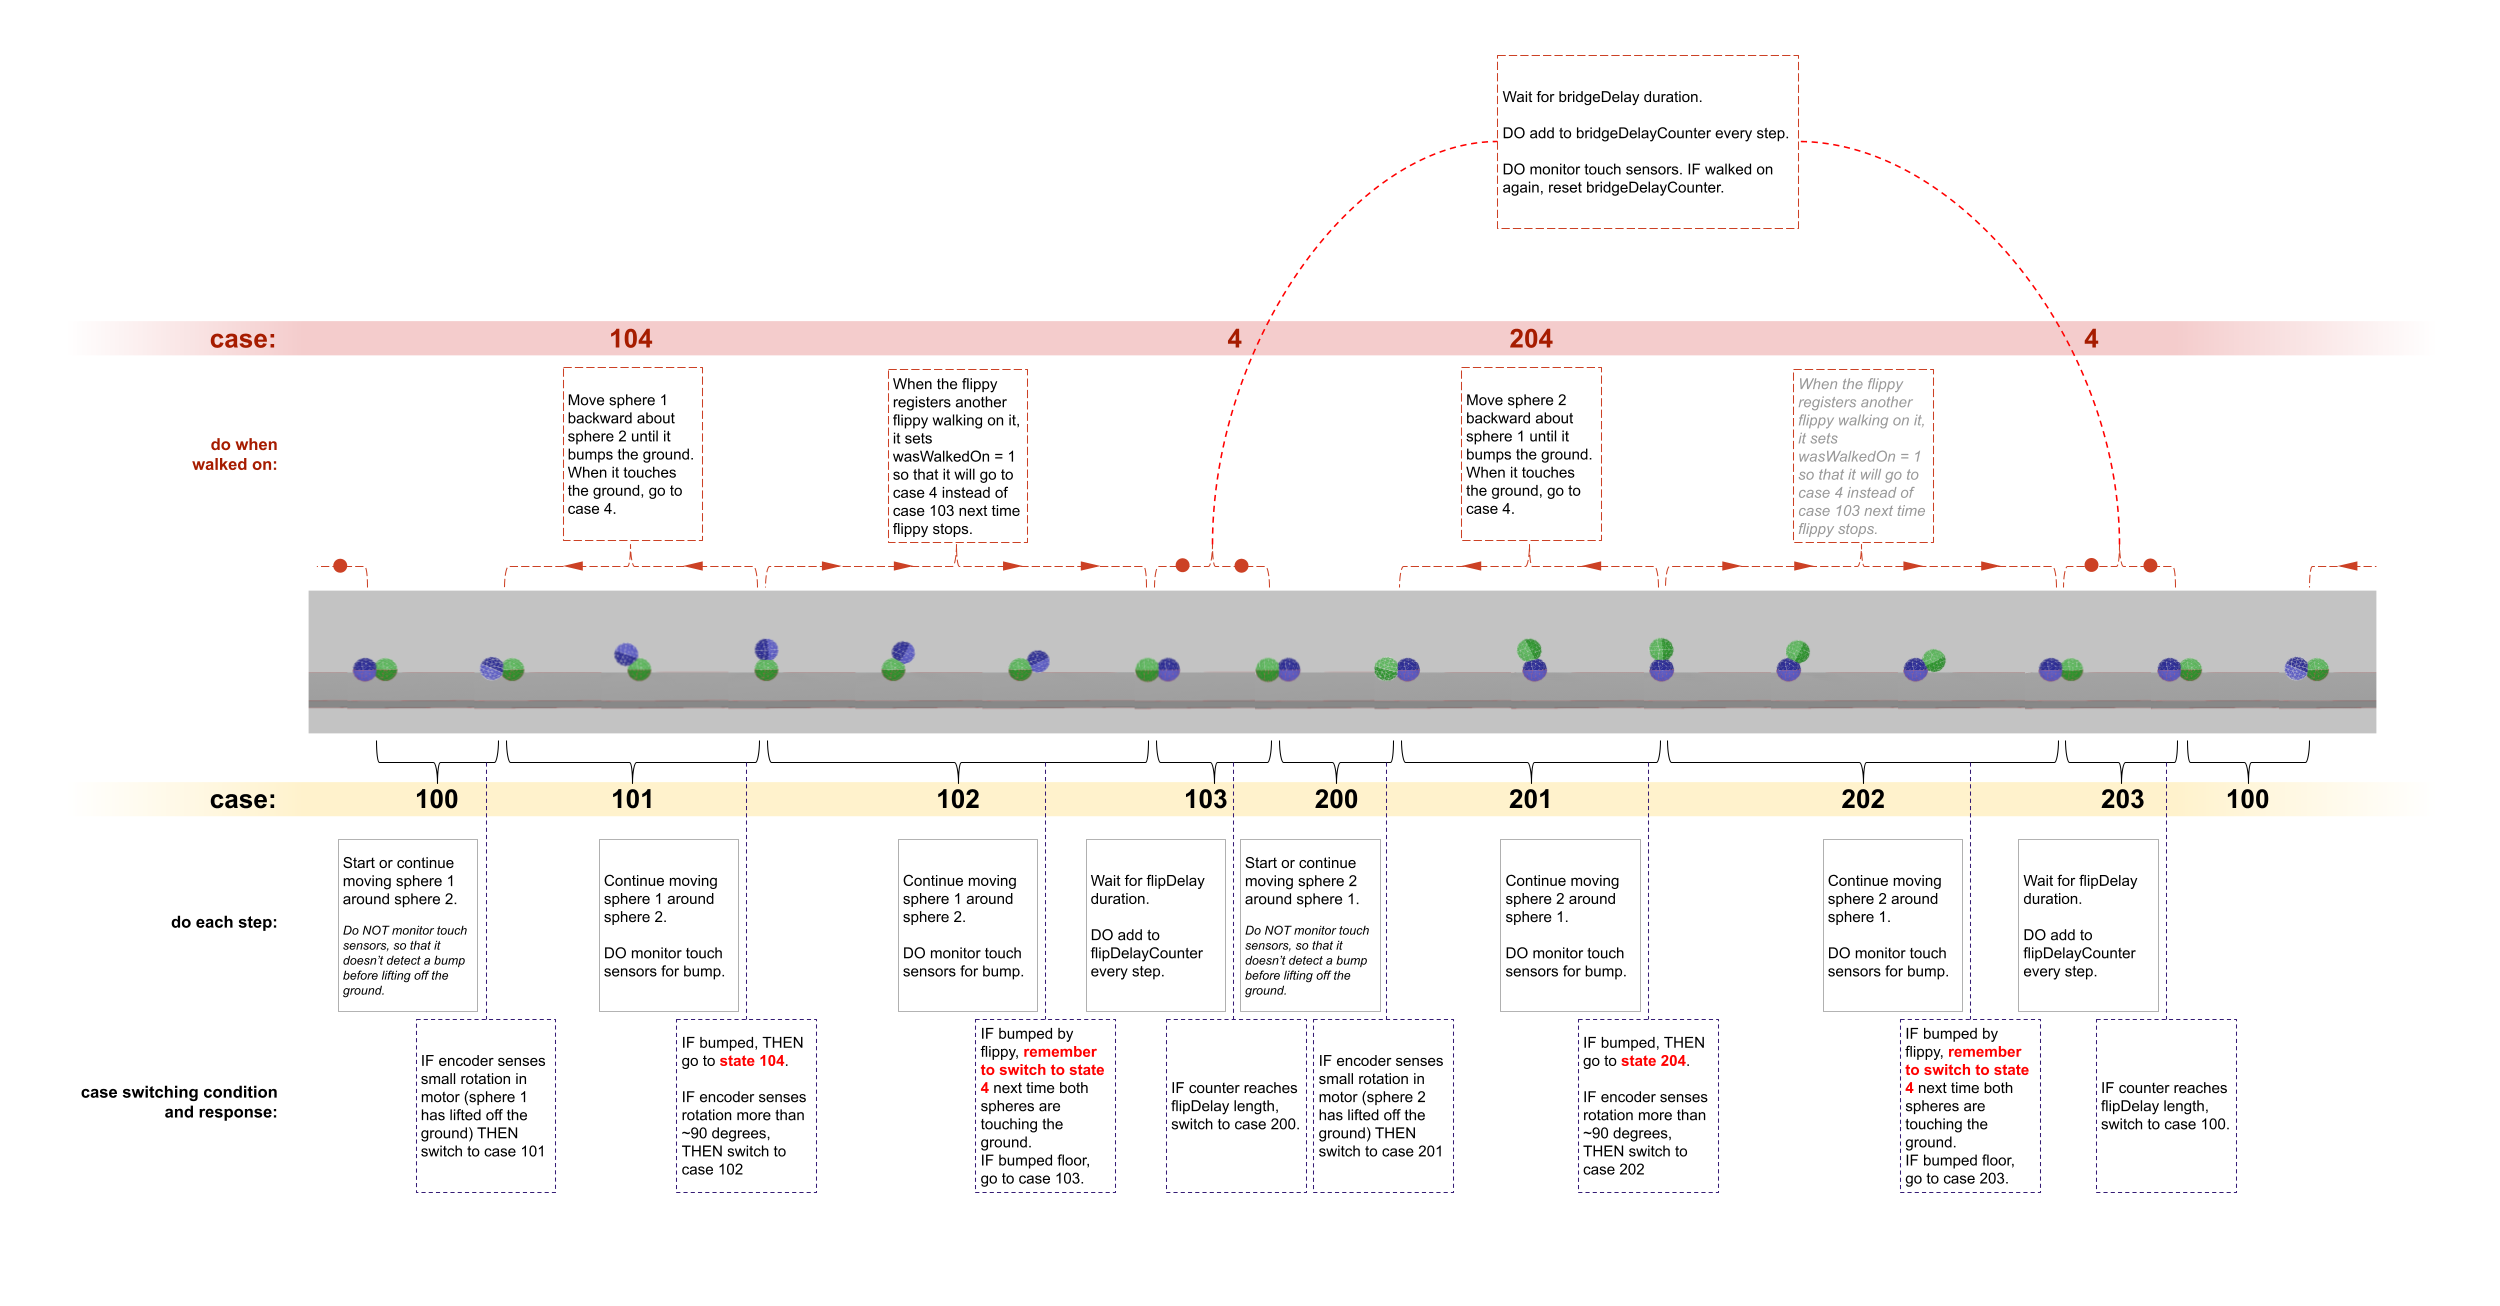 Wait for bridgeDelay duration.
DO add to bridgeDelayCounter every step.
DO monitor touch sensors. IF walked on
again, reset bridgeDelayCounter.
case:
104
4
204
4
do when
walked on:
Move sphere 1
backward about
sphere 2 until it
bumps the ground.
When it touches
the ground, go to
case 4.
When the flippy
registers another
flippy walking on it,
it sets
wasWalkedOn = 1
so that it will go to
case 4 instead of
case 103 next time
flippy stops.
Move sphere 2
backward about
sphere 1 until it
bumps the ground.
When it touches
the ground, go to
case 4.
When the flippy
registers another
flippy walking on it,
it sets
wasWalkedOn = 1
so that it will go to
case 4 instead of
case 103 next time
flippy stops.
case:
100
101
102
103
200
201
202
203
100
do each step:
Start or continue
moving sphere 1
around sphere 2.
Do NOT monitor touch
sensors, so that it
doesn't detect a bump
before lifting off the
ground.
Continue moving
sphere 1 around
sphere 2.
DO monitor touch
sensors for bump.
Continue moving
sphere 1 around
sphere 2.
DO monitor touch
sensors for bump.
Wait for flipDelay
duration.
DO add to
flipDelayCounter
every step.
Start or continue
moving sphere 2
around sphere 1.
Do NOT monitor touch
sensors, so that it
doesn't detect a bump
before lifting off the
ground.
Continue moving
sphere 2 around
sphere 1.
DO monitor touch
sensors for bump.
Continue moving
sphere 2 around
sphere 1.
DO monitor touch
sensors for bump.
Wait for flipDelay
duration.
DO add to
flipDelayCounter
every step.
case switching condition
and response:
IF encoder senses
small rotation in
motor (sphere 1
has lifted off the
ground) THEN
switch to case 101
IF bumped, THEN
go to state 104.
IF encoder senses
rotation more than
~90 degrees,
THEN switch to
case 102
IF bumped by
flippy, remember
to switch to state
4 next time both
spheres are
touching the
ground.
IF bumped floor,
go to case 103.
IF counter reaches
flipDelay length,
switch to case 200.
IF encoder senses
small rotation in
motor (sphere 2
has lifted off the
ground) THEN
switch to case 201
IF bumped, THEN
go to state 204.
IF encoder senses
rotation more than
~90 degrees,
THEN switch to
case 202
IF bumped by
flippy, remember
to switch to state
4 next time both
spheres are
touching the
ground.
IF bumped floor,
go to case 203.
IF counter reaches
flipDelay length,
switch to case 100.